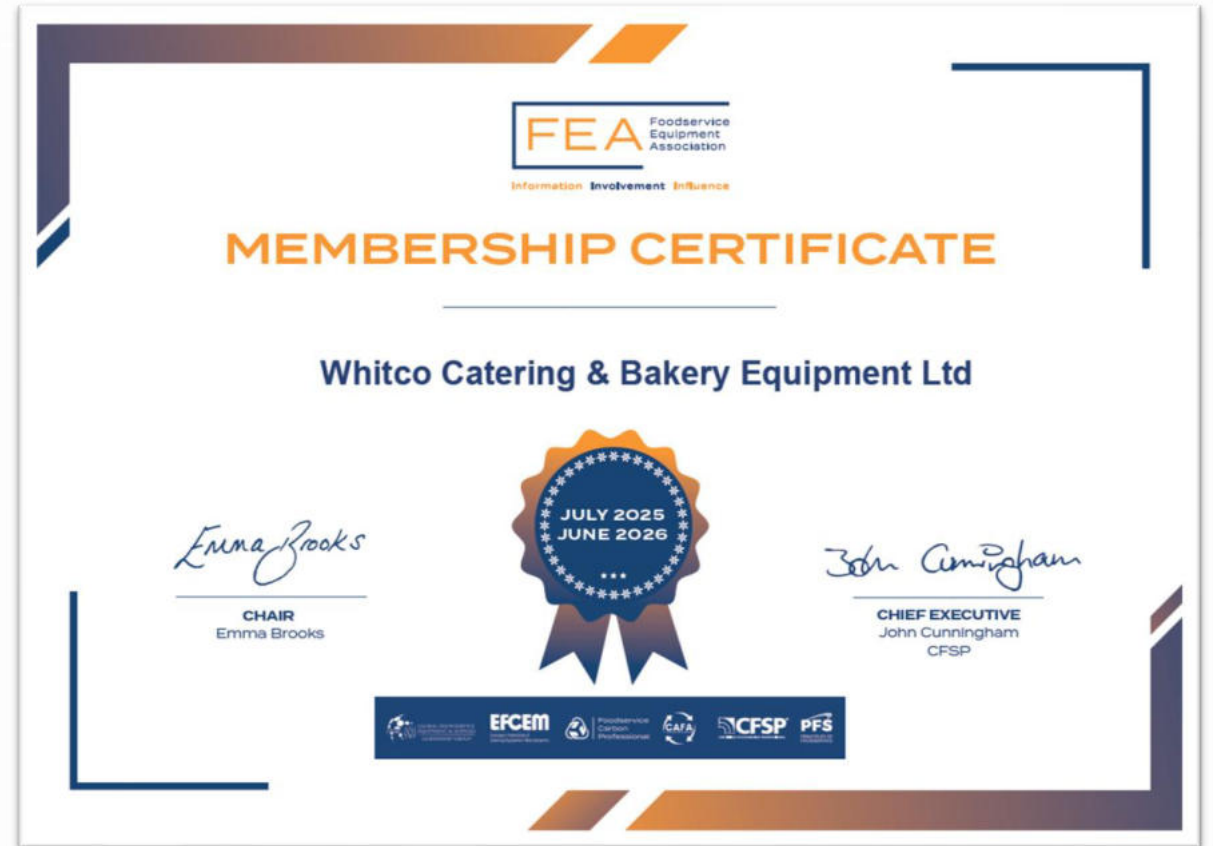 FEA
Foodservice
Equipment
Association
Information Involvement Influence
MEMBERSHIP CERTIFICATE
Whitco Catering & Bakery Equipment Ltd
JULY 2025
JUNE 2026
Emma Brooks
CHAIR
Emma Brooks
John Cunningham
CHIEF EXECUTIVE
John Cunningham
CFSP
EFCEM
Foodservice
Carbon
Professional
CAFA
CFSP
PFS